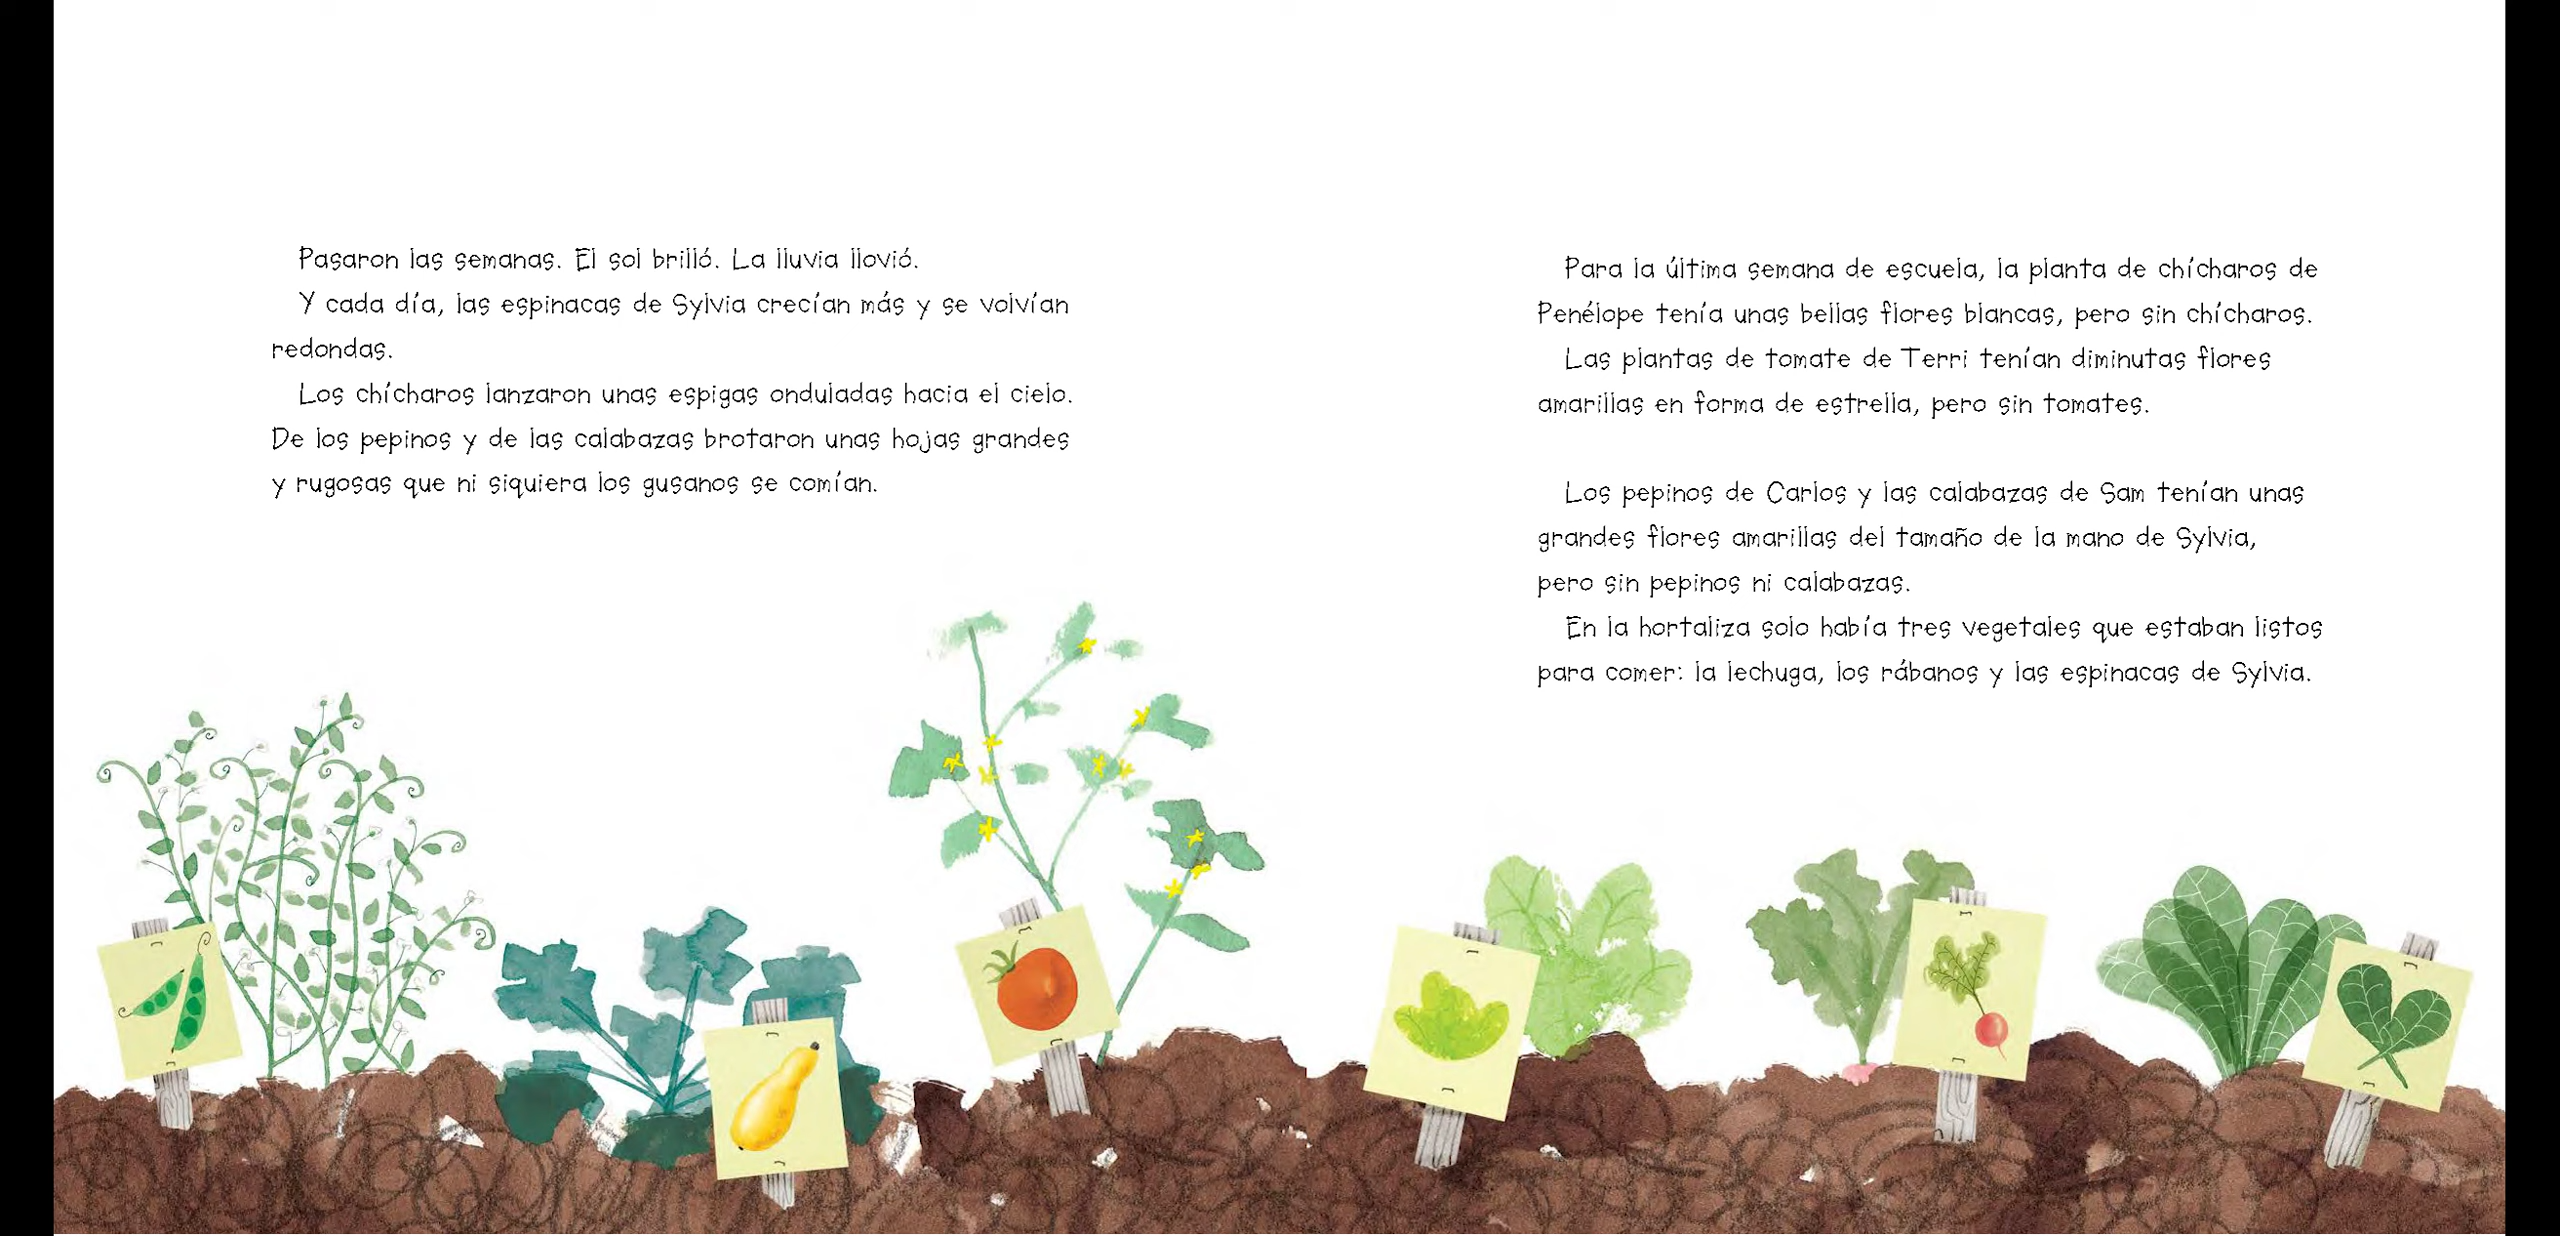 Pasaron las semanas. El sol brilló. La lluvia llovió.
Y cada día, las espinacas de Sylvia crecían más y se volvían
redondas.
Los chícharos lanzaron unas espigas onduladas hacia el cielo.
De los pepinos y de las calabazas brotaron unas hojas grandes
y rugosas que ni siquiera los gusanos se comían.
Para la última semana de escuela, la planta de chícharos de
Penélope tenía unas bellas flores blancas, pero sin chícharos.
Las plantas de tomate de Terri tenían diminutas flores
amarillas en forma de estrella, pero sin tomates.
Los pepinos de Carlos y las calabazas de Sam tenían unas
grandes flores amarillas del tamaño de la mano de Sylvia,
pero sin pepinos ni calabazas.
En la hortaliza solo había tres vegetales que estaban listos
para comer: la lechuga, los rábanos y las espinacas de Sylvia.